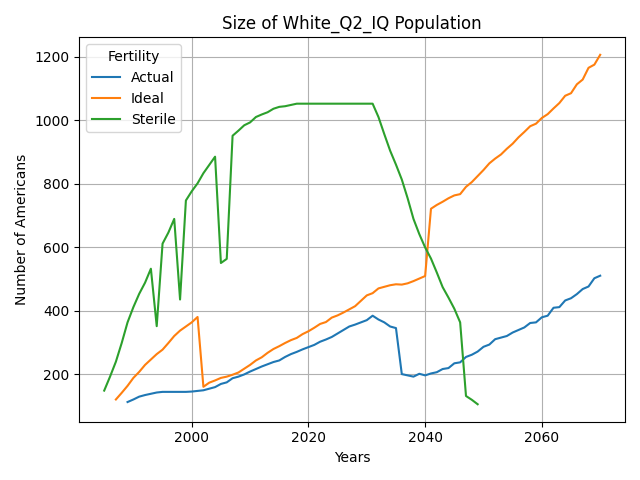 Size of White_Q2_IQ Population
Fertility
Actual
Ideal
Sterile
Number of Americans
1200
1000
800
600
400
200
2000
2020
2040
2060
Years